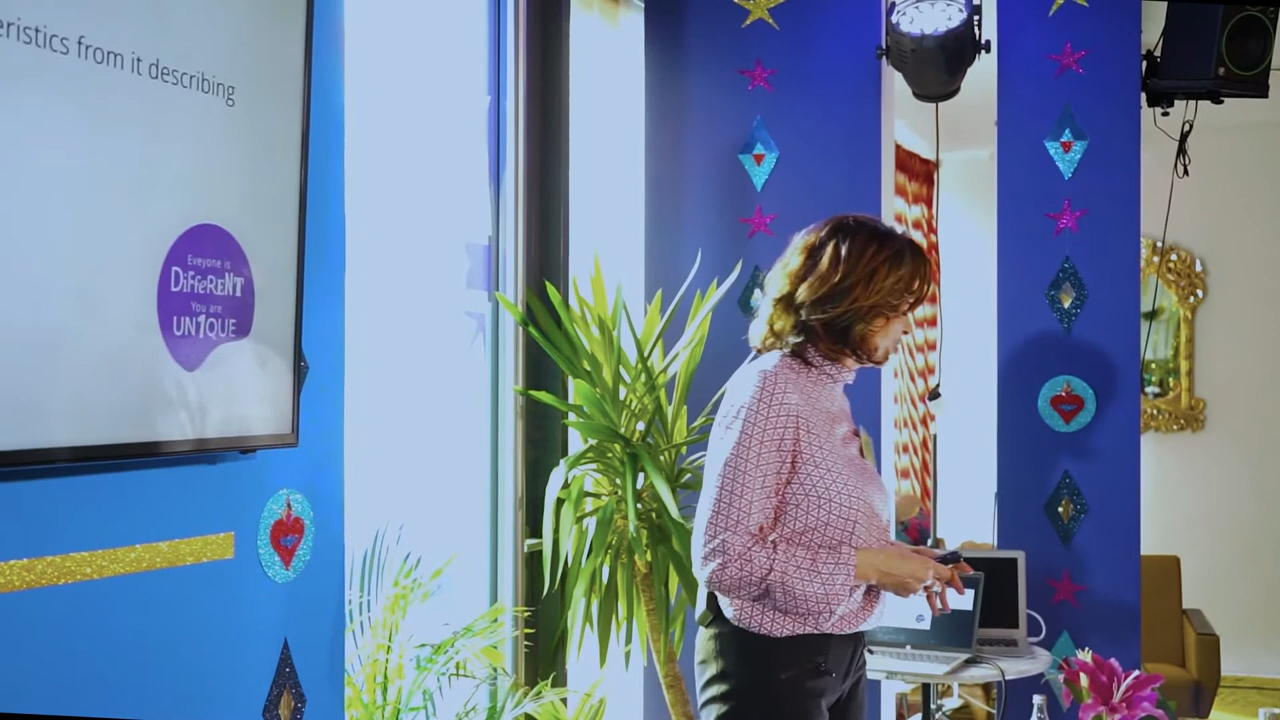 eristics from it describing
Eveyone is
DiFFeReNT
You are
UN1QUE